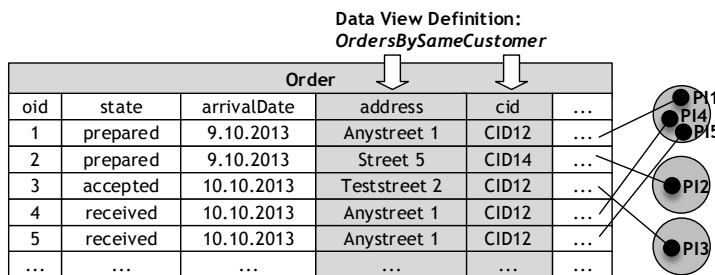 Data View Definition:
OrdersBySameCustomer
Order
oid state arrivalDate address cid ...
1 prepared 9.10.2013 Anystreet 1 CID12 ...
2 prepared 9.10.2013 Street 5 CID14 ...
3 accepted 10.10.2013 Teststreet 2 CID12 ...
4 received 10.10.2013 Anystreet 1 CID12 ...
5 received 10.10.2013 Anystreet 1 CID12 ...
... ... ... ... ... ...
PI1
PI4
PI5
PI2
PI3